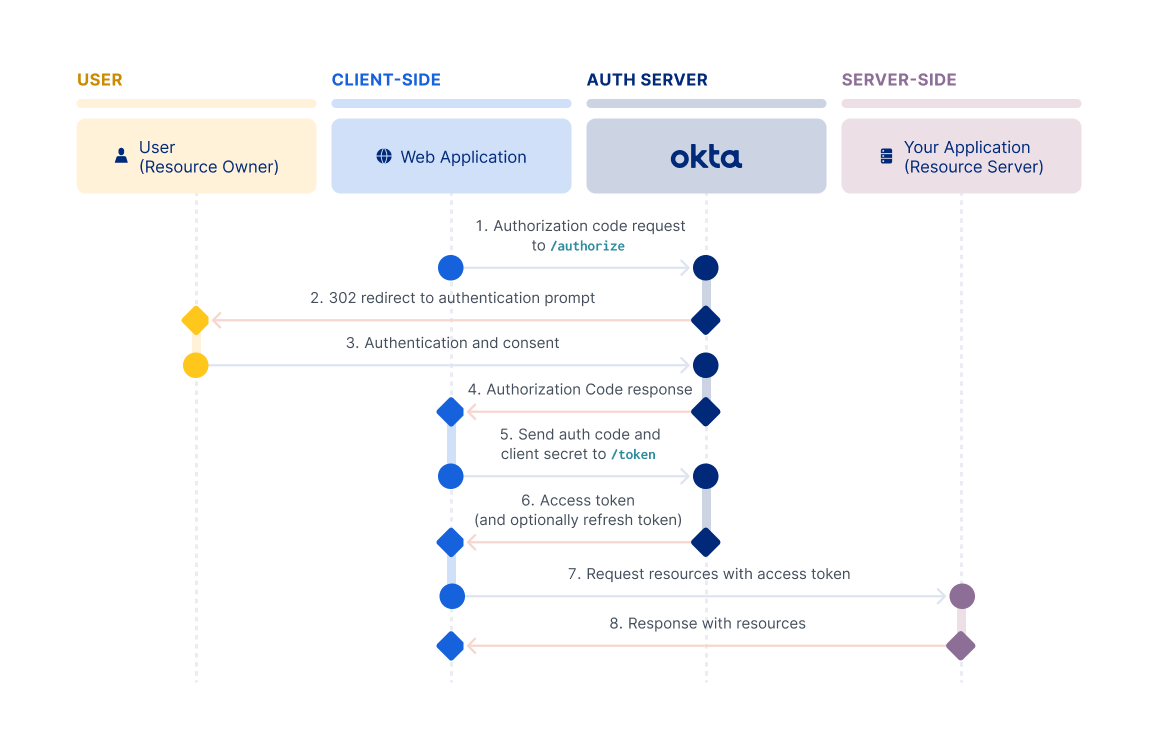 USER
CLIENT-SIDE
AUTH SERVER
SERVER-SIDE
User
(Resource Owner)
Web Application
okta
Your Application
(Resource Server)
1. Authorization code request
to /authorize
2. 302 redirect to authentication prompt
3. Authentication and consent
4. Authorization Code response
5. Send auth code and
client secret to /token
6. Access token
(and optionally refresh token)
7. Request resources with access token
8. Response with resources